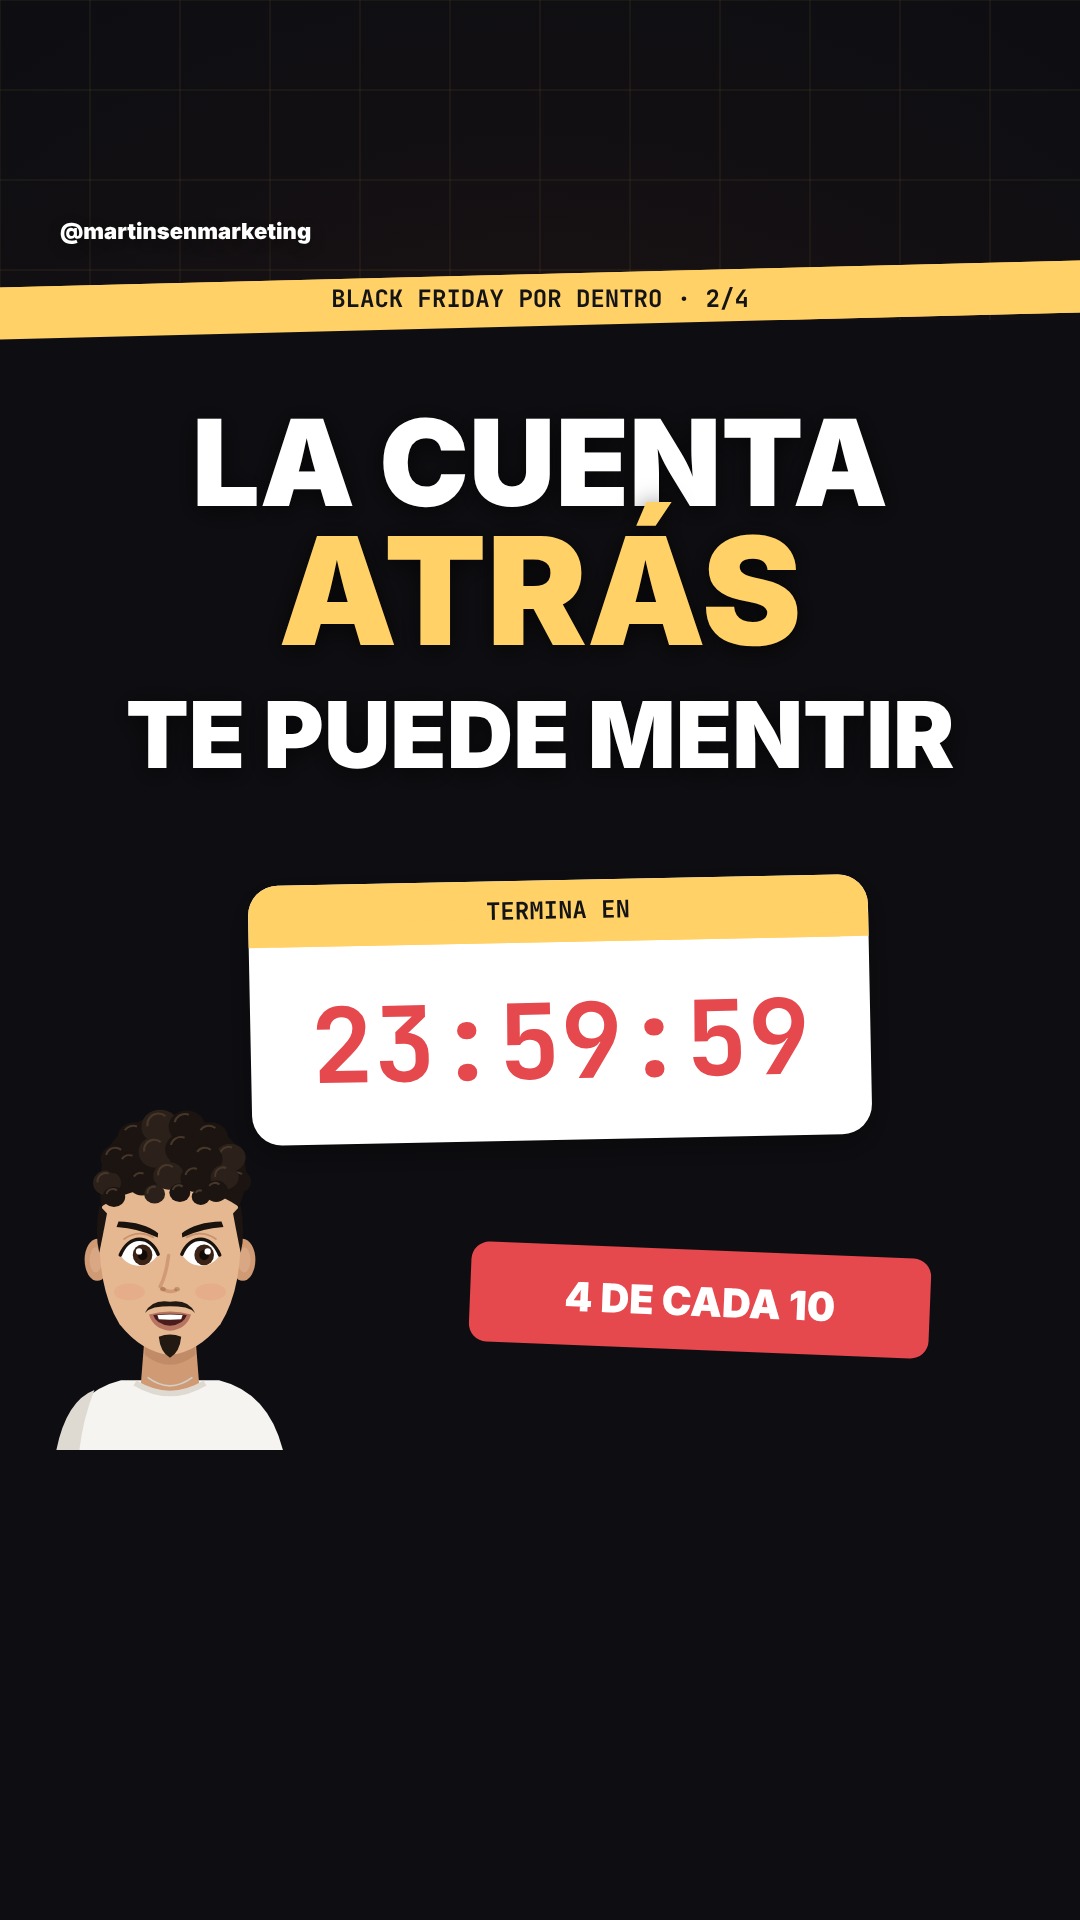 @martinsenmarketing
BLACK FRIDAY POR DENTRO · 2/4
LA CUENTA
ATRÁS
TE PUEDE MENTIR
TERMINA EN
23:59:59
4 DE CADA 10